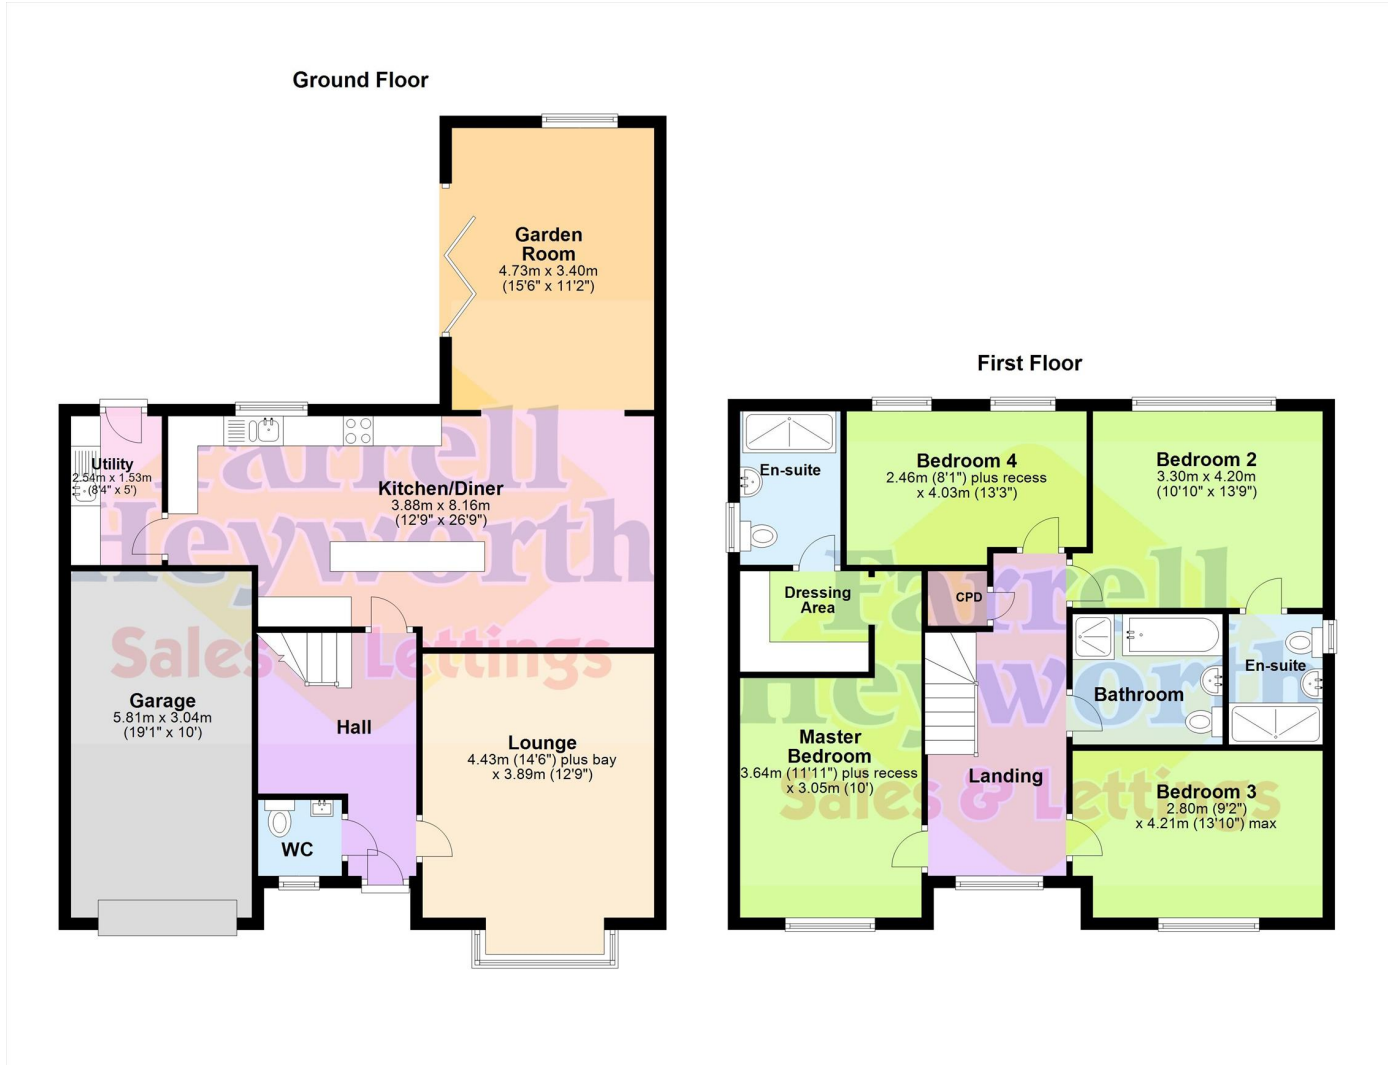 Ground Floor
Garden
Room
4.73m x 3.40m
(15'6" x 11'2")
Utility
2.54m x 1.53m
(8'4" x 5')
Kitchen/Diner
3.88m x 8.16m
(12'9" x 26'9")
Garage
5.81m x 3.04m
(19'1" x 10')
Hall
Lounge
4.43m (14'6") plus bay
x 3.89m (12'9")
WC
Farrell
Heyworth
Sales & Lettings
First Floor
En-suite
Bedroom 4
2.46m (8'1") plus recess
x 4.03m (13'3")
Bedroom 2
3.30m x 4.20m
(10'10" x 13'9")
Dressing
Area
CPD
En-suite
Bathroom
Master
Bedroom
3.64m (11'11") plus recess
x 3.05m (10')
Landing
Bedroom 3
2.80m (9'2")
x 4.21m (13'10") max
Farrell
Heyworth
Sales & Lettings